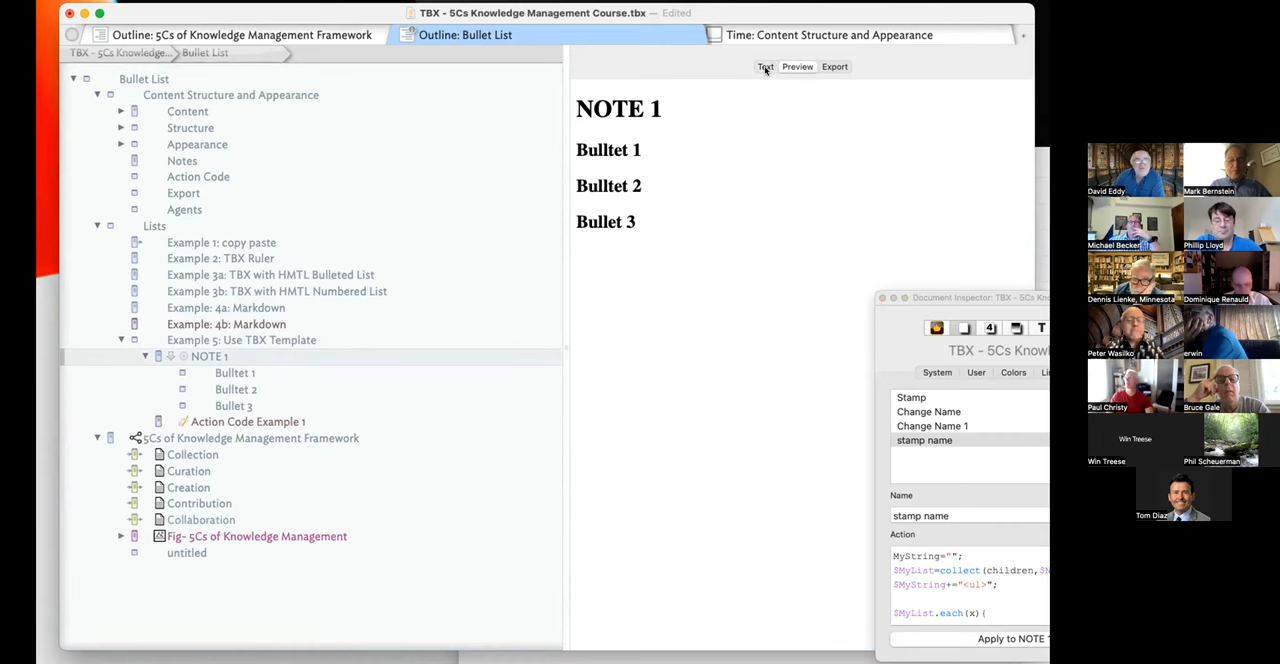 TBX - 5Cs Knowledge Management Course.tbx — Edited
Outline: 5Cs of Knowledge Management Framework
Outline: Bullet List
Time: Content Structure and Appearance
TBX - 5Cs Knowledge...
Bullet List
Text
Preview
Export
Bullet List
Content Structure and Appearance
Content
Structure
Appearance
Notes
Action Code
Export
Agents
Lists
Example 1: copy paste
Example 2: TBX Ruler
Example 3a: TBX with HMTL Bulleted List
Example 3b: TBX with HMTL Numbered List
Example: 4a: Markdown
Example: 4b: Markdown
Example 5: Use TBX Template
NOTE 1
Bulltet 1
Bulltet 2
Bullet 3
Action Code Example 1
5Cs of Knowledge Management Framework
Collection
Curation
Creation
Contribution
Collaboration
Fig- 5Cs of Knowledge Management
untitled
NOTE 1
Bulltet 1
Bulltet 2
Bullet 3
Document Inspector: TBX - 5Cs Kno
4
T
TBX - 5Cs Knowl
System
User
Colors
Li
Stamp
Change Name
Change Name 1
stamp name
Name
stamp name
Action
MyString="";
$MyList=collect(children,$N
$MyString+="<ul>";
$MyList.each(x){
Apply to NOTE 1
David Eddy
Mark Bernstein
Michael Becker
Phillip Lloyd
Dennis Lienke, Minnesota
Dominique Renauld
Peter Wasilko
erwin
Paul Christy
Bruce Gale
Win Treese
Win Treese
Phil Scheuerman
Tom Diaz